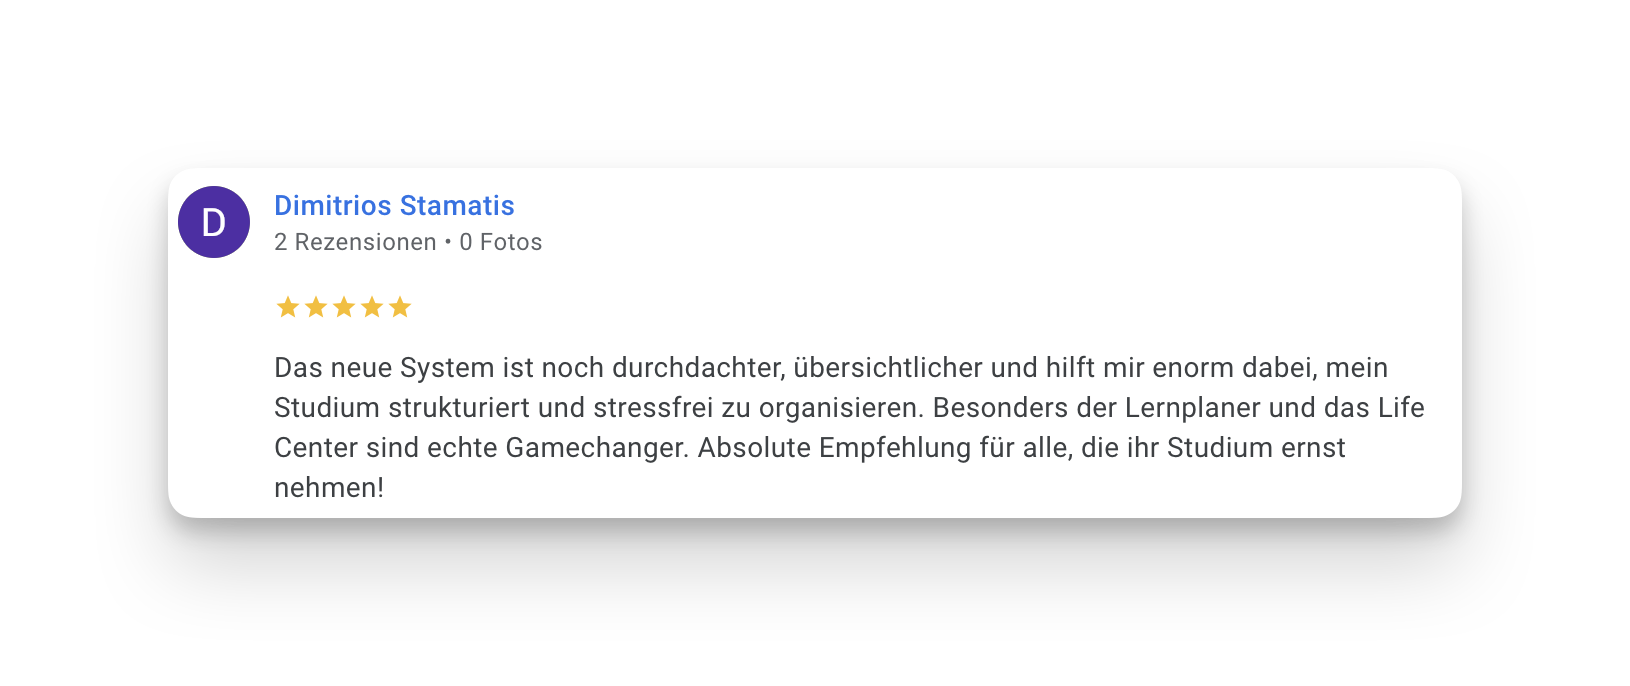 D
Dimitrios Stamatis
2 Rezensionen • 0 Fotos
Das neue System ist noch durchdachter, übersichtlicher und hilft mir enorm dabei, mein
Studium strukturiert und stressfrei zu organisieren. Besonders der Lernplaner und das Life
Center sind echte Gamechanger. Absolute Empfehlung für alle, die ihr Studium ernst
nehmen!